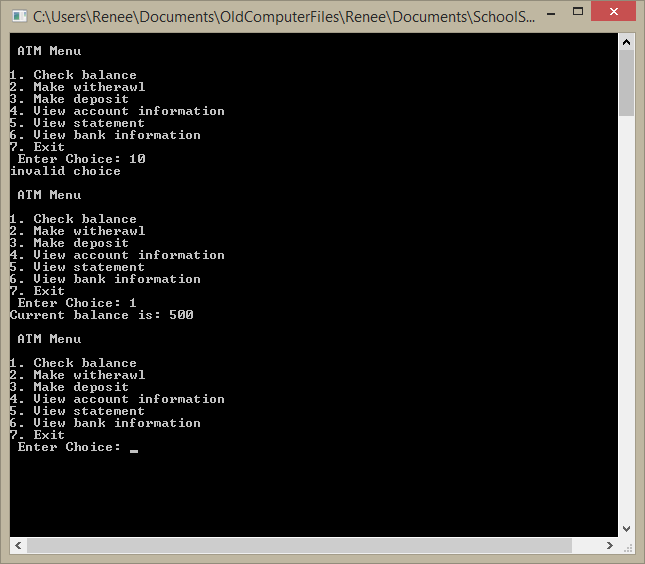 C:\Users\Renee\Documents\OldComputerFiles\Renee\Documents\SchoolS...
ATM Menu
1. Check balance
2. Make witherawl
3. Make deposit
4. View account information
5. View statement
6. View bank information
7. Exit
Enter Choice: 10
invalid choice
ATM Menu
1. Check balance
2. Make witherawl
3. Make deposit
4. View account information
5. View statement
6. View bank information
7. Exit
Enter Choice: 1
Current balance is: 500
ATM Menu
1. Check balance
2. Make witherawl
3. Make deposit
4. View account information
5. View statement
6. View bank information
7. Exit
Enter Choice: _